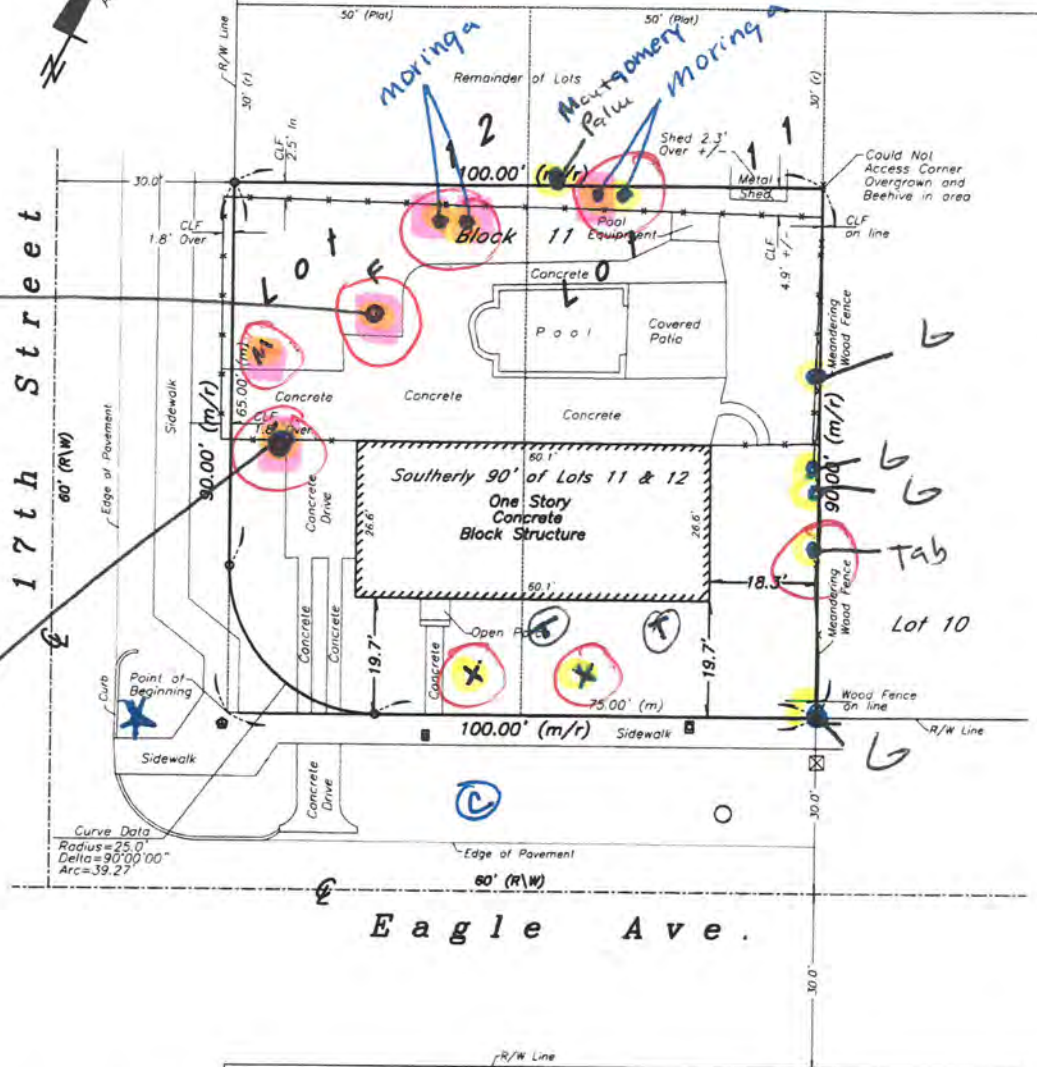 N
50' (Plat)
50' (Plat)
R/W Line
30' (r)
30' (r)
moringa
Remainder of Lots
Montgomery
Palm
moringa
12
11
CLF
2.5' In
Shed 2.3'
Over +/-
Metal
Shed
Could Not
Access Corner
Overgrown and
Beehive in area
30.0'
100.00' (m/r)
CLF
1.8' Over
CLF
on line
Block 11
Pool
Equipment
CLF
4.9' +/-
Lot
Lot
F
Concrete
Pool
Covered
Patio
Meandering
Wood Fence
G
17th Street
60' (R\W)
Edge of Pavement
Sidewalk
65.00' (m)
90.00' (m/r)
Concrete
Concrete
Concrete
CLF
1.8' Over
90.00' (m/r)
G
G
60.1'
Southerly 90' of Lots 11 & 12
One Story
Concrete
Block Structure
26.6'
26.6'
60.1'
Concrete
Drive
Tab
18.3'
Meandering
Wood Fence
Lot 10
Concrete
Concrete
Concrete
Open
T
T
19.7'
19.7'
X
X
Curb
Point of
Beginning
75.00' (m)
Wood Fence
on line
100.00' (m/r)
Sidewalk
R/W Line
G
Sidewalk
Concrete
Drive
C
30.0'
Curve Data
Radius=25.0'
Delta=90°00'00"
Arc=39.27'
Edge of Pavement
60' (R\W)
Eagle Ave.
30.0'
R/W Line